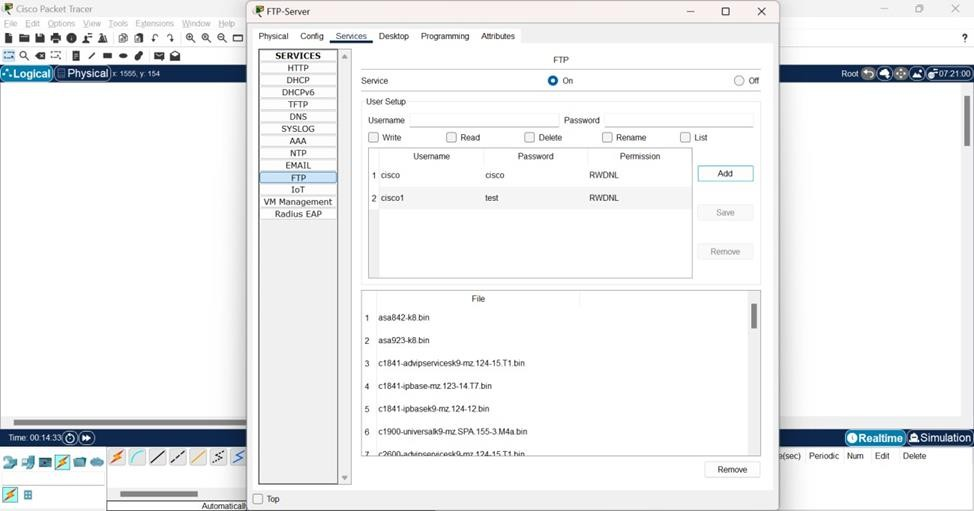 Cisco Packet Tracer
File Edit Options View Tools Extensions Window Help
?
Logical Physical x: 1555, y: 154
Root 07:21:00
FTP-Server
Physical Config Services Desktop Programming Attributes
SERVICES
HTTP
DHCP
DHCPv6
TFTP
DNS
SYSLOG
AAA
NTP
EMAIL
FTP
IoT
VM Management
Radius EAP
FTP
Service On Off
User Setup
Username Password
Write Read Delete Rename List
Username Password Permission
1 cisco cisco RWDNL
2 cisco1 test RWDNL
Add
Save
Remove
File
1 asa842-k8.bin
2 asa923-k8.bin
3 c1841-advipservicesk9-mz.124-15.T1.bin
4 c1841-ipbase-mz.123-14.T7.bin
5 c1841-ipbasek9-mz.124-12.bin
6 c1900-universalk9-mz.SPA.155-3.M4a.bin
7 c2600-advipservicesk9-mz.124-15.T1.bin
Remove
Top
Time: 00:14:33
Realtime Simulation
e(sec) Periodic Num Edit Delete
Automatically